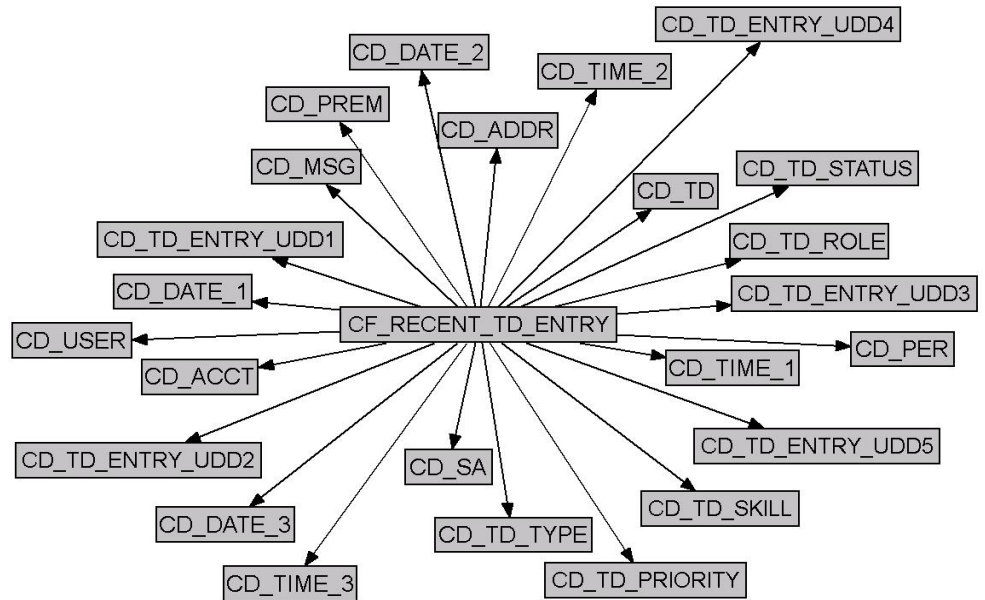 CD_TD_ENTRY_UDD4
CD_DATE_2
CD_TIME_2
CD_PREM
CD_ADDR
CD_MSG
CD_TD_STATUS
CD_TD
CD_TD_ENTRY_UDD1
CD_TD_ROLE
CD_DATE_1
CD_TD_ENTRY_UDD3
CF_RECENT_TD_ENTRY
CD_USER
CD_PER
CD_ACCT
CD_TIME_1
CD_TD_ENTRY_UDD2
CD_SA
CD_TD_ENTRY_UDD5
CD_TD_SKILL
CD_DATE_3
CD_TD_TYPE
CD_TIME_3
CD_TD_PRIORITY